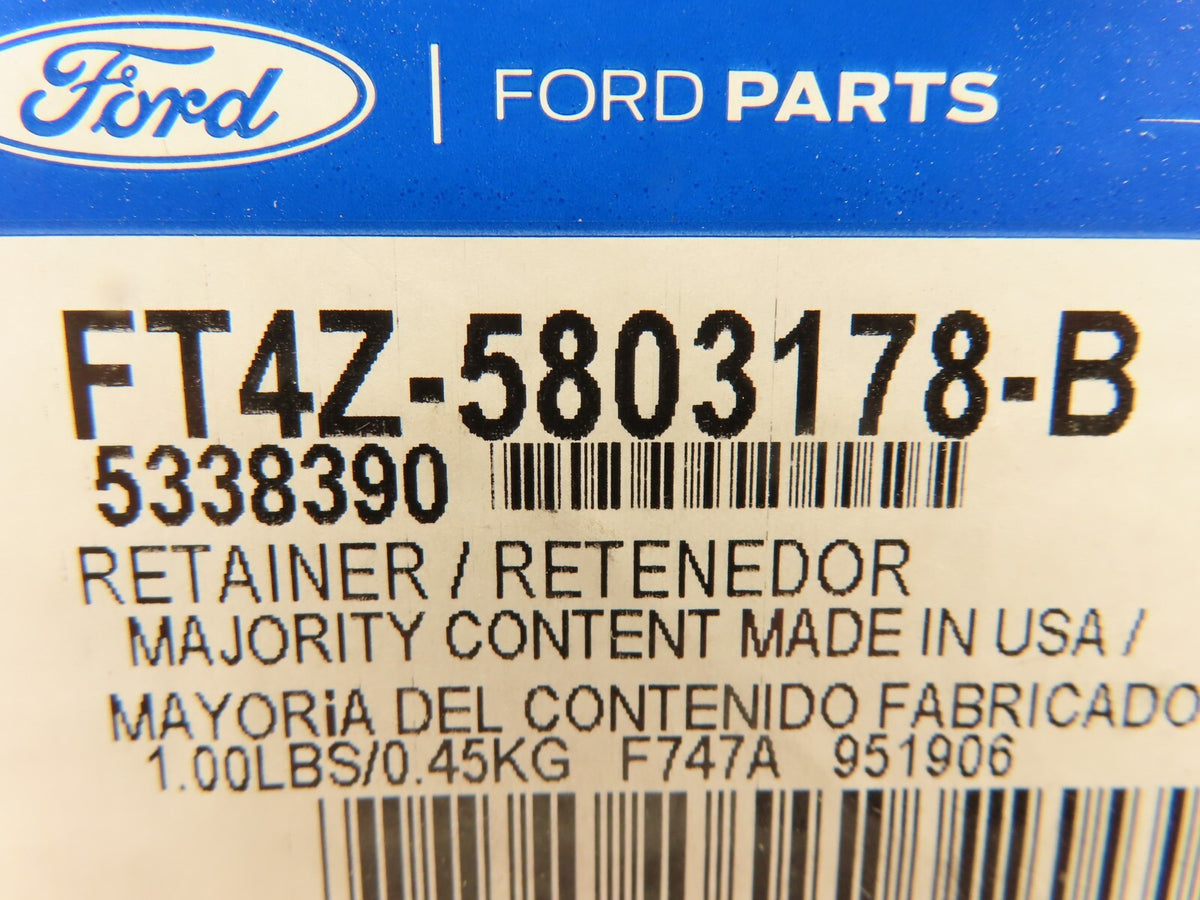 Ford | FORD PARTS
FT4Z-5803178-B
5338390
RETAINER / RETENEDOR
MAJORITY CONTENT MADE IN USA /
MAYORiA DEL CONTENIDO FABRICADO
1.00LBS/0.45KG F747A 951906